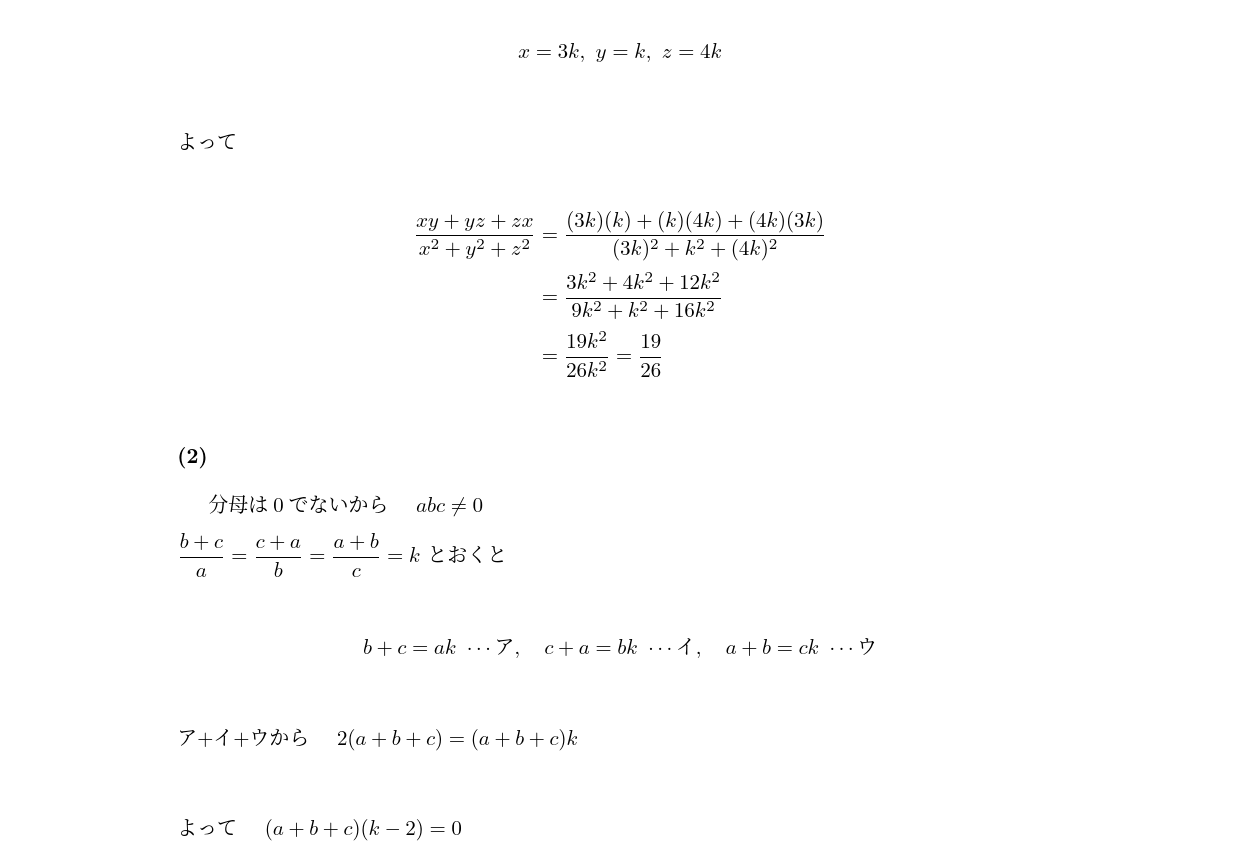 x = 3k, y = k, z = 4k
よって
\frac{xy + yz + zx}{x^2 + y^2 + z^2} = \frac{(3k)(k) + (k)(4k) + (4k)(3k)}{(3k)^2 + k^2 + (4k)^2}
= \frac{3k^2 + 4k^2 + 12k^2}{9k^2 + k^2 + 16k^2}
= \frac{19k^2}{26k^2} = \frac{19}{26}
(2)
分母は 0 でないから abc ≠ 0
\frac{b + c}{a} = \frac{c + a}{b} = \frac{a + b}{c} = k とおくと
b + c = ak ⋯ ア, c + a = bk ⋯ イ, a + b = ck ⋯ ウ
ア+イ+ウから 2(a + b + c) = (a + b + c)k
よって (a + b + c)(k − 2) = 0